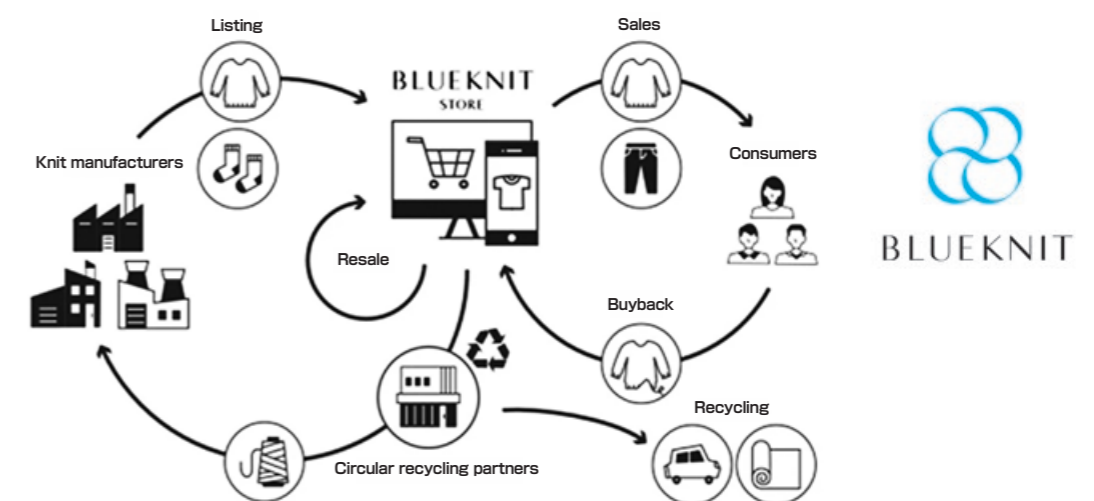 Listing
Sales
BLUEKNIT
STORE
Knit manufacturers
Consumers
BLUEKNIT
Resale
Buyback
Recycling
Circular recycling partners